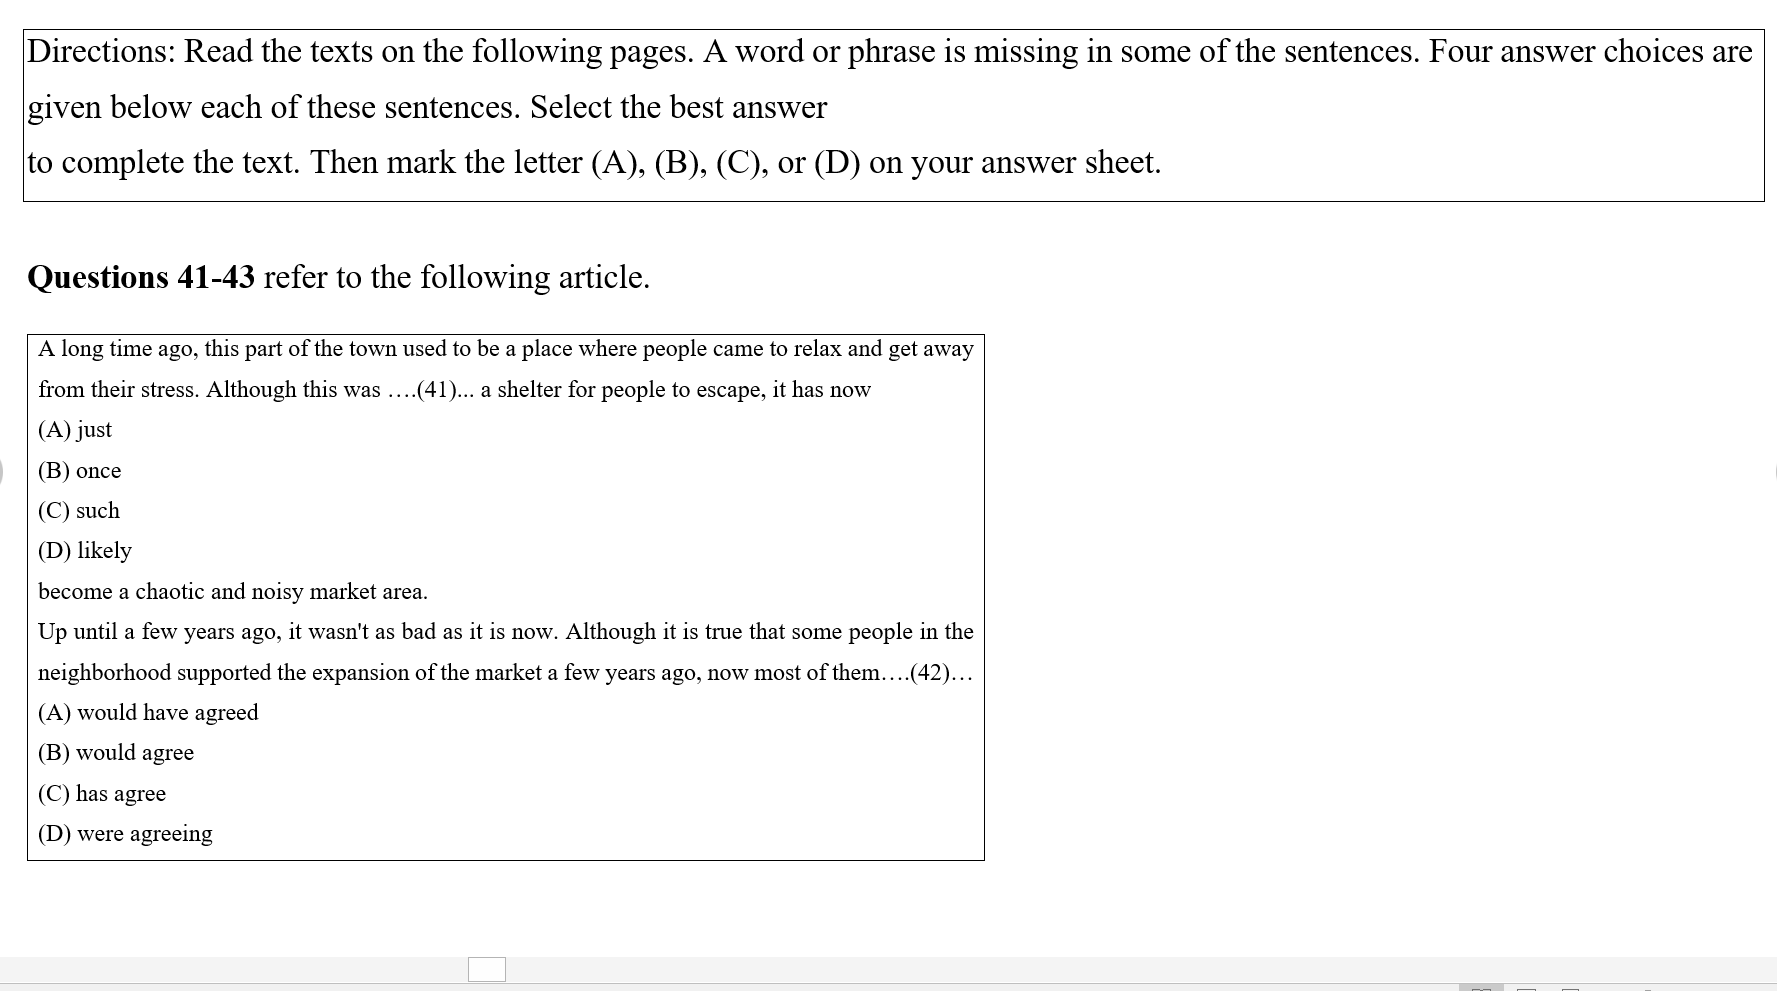 Directions: Read the texts on the following pages. A word or phrase is missing in some of the sentences. Four answer choices are
given below each of these sentences. Select the best answer
to complete the text. Then mark the letter (A), (B), (C), or (D) on your answer sheet.
Questions 41-43 refer to the following article.
A long time ago, this part of the town used to be a place where people came to relax and get away
from their stress. Although this was ….(41)... a shelter for people to escape, it has now
(A) just
(B) once
(C) such
(D) likely
become a chaotic and noisy market area.
Up until a few years ago, it wasn't as bad as it is now. Although it is true that some people in the
neighborhood supported the expansion of the market a few years ago, now most of them….(42)…
(A) would have agreed
(B) would agree
(C) has agree
(D) were agreeing